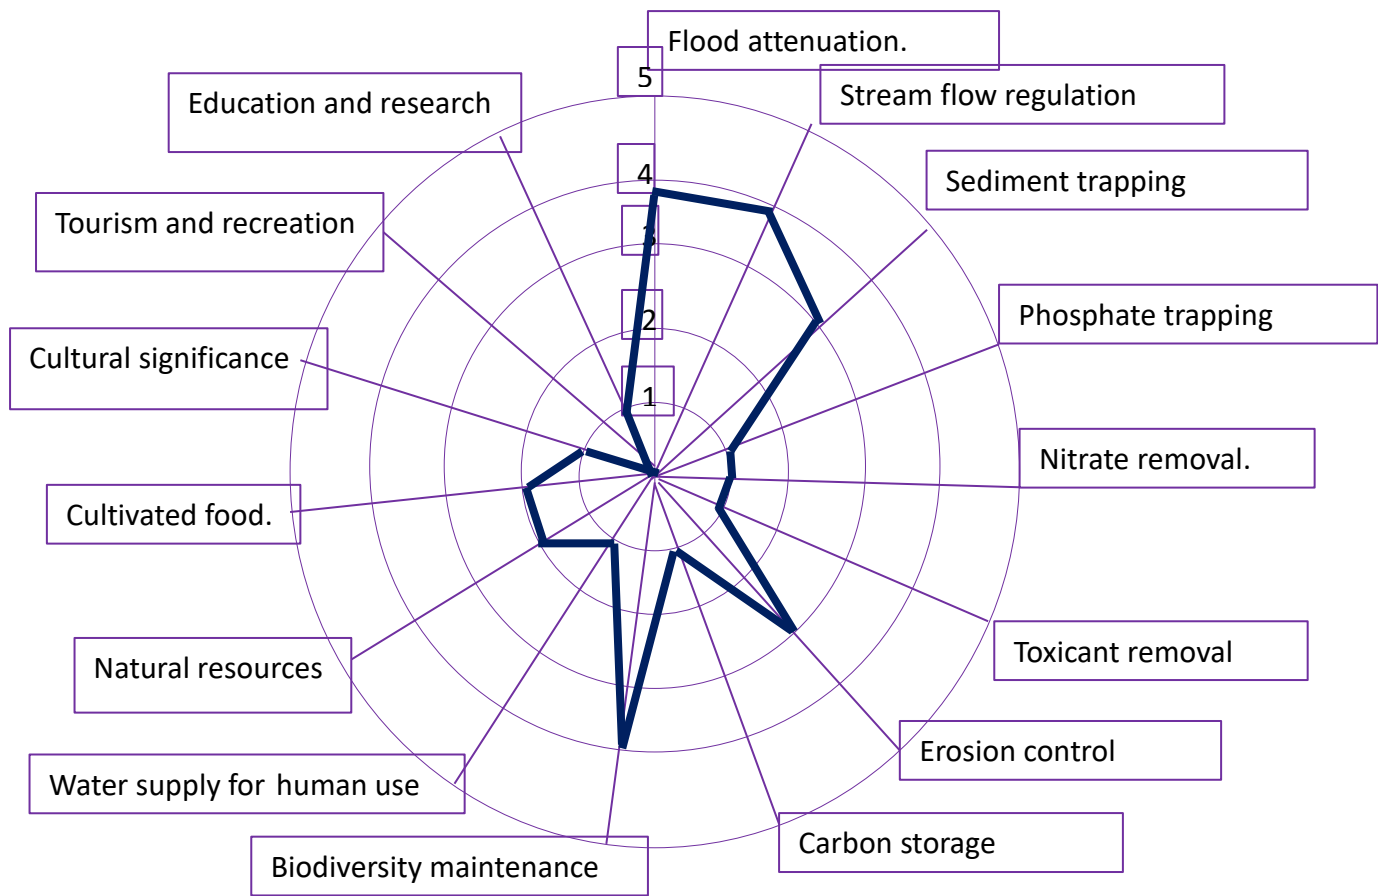 Flood attenuation.
5
Stream flow regulation
Education and research
4
Sediment trapping
Tourism and recreation
3
Phosphate trapping
2
Cultural significance
1
Nitrate removal.
Cultivated food.
Toxicant removal
Natural resources
Erosion control
Water supply for human use
Carbon storage
Biodiversity maintenance